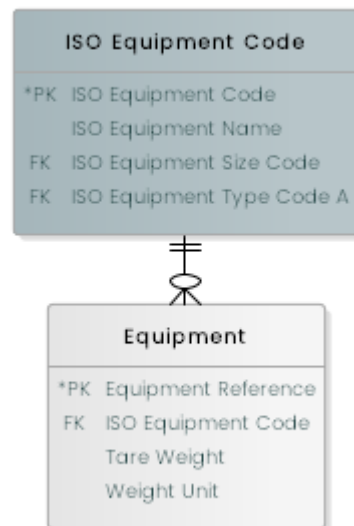 ISO Equipment Code
*PK ISO Equipment Code
ISO Equipment Name
FK ISO Equipment Size Code
FK ISO Equipment Type Code A
Equipment
*PK Equipment Reference
FK ISO Equipment Code
Tare Weight
Weight Unit